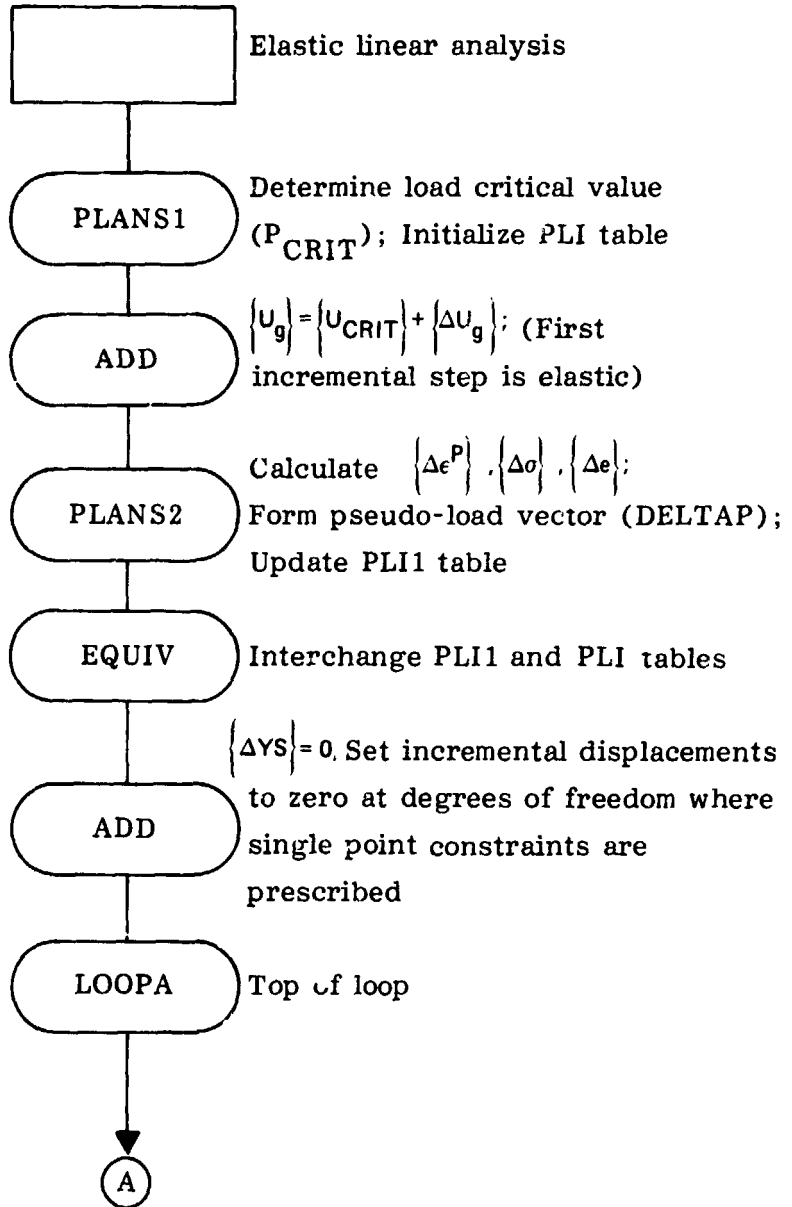 Elastic linear analysis
PLANS1
Determine load critical value
(P_CRIT); Initialize PLI table
ADD
{U_g} = {U_CRIT} + {ΔU_g}; (First
incremental step is elastic)
PLANS2
Calculate {Δϵ^P}, {Δσ}, {Δe};
Form pseudo-load vector (DELTAP);
Update PLI1 table
EQUIV
Interchange PLI1 and PLI tables
ADD
{ΔYS} = 0. Set incremental displacements
to zero at degrees of freedom where
single point constraints are
prescribed
LOOPA
Top of loop
A